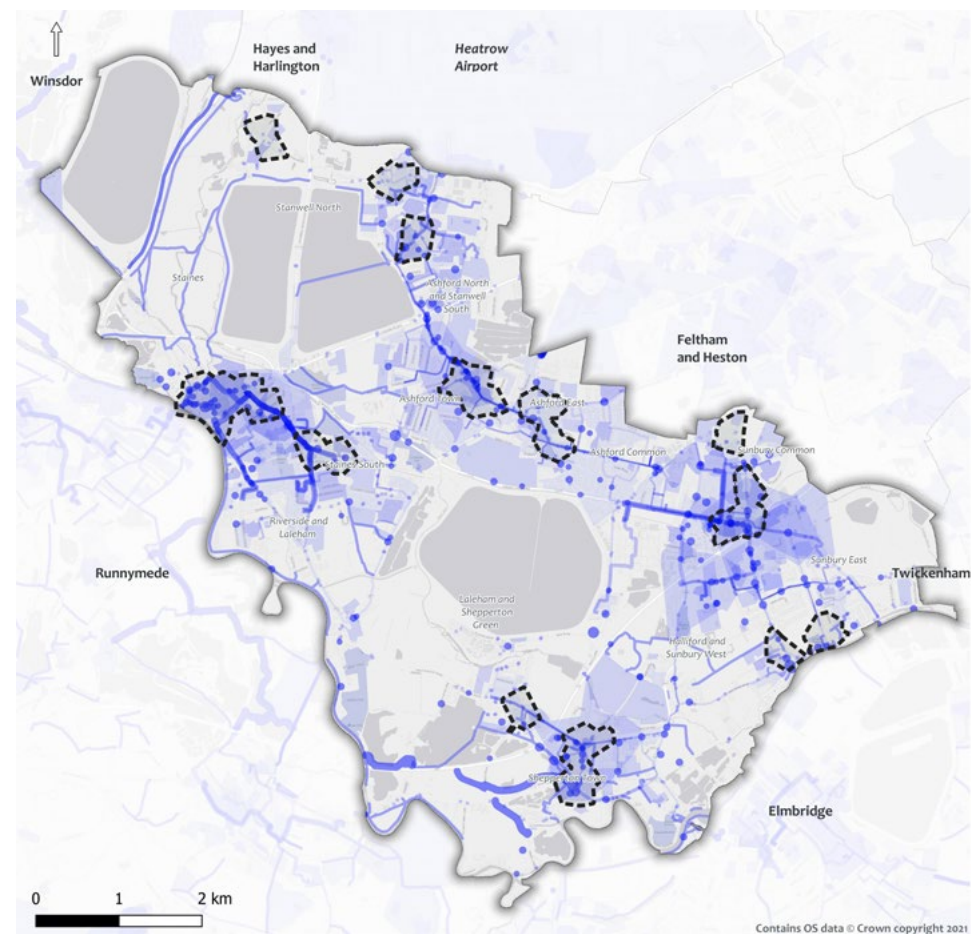 Hayes and
Harlington
Heatrow
Airport
Winsdor
Stanwell North
Staines
Ashford North
and Stanwell
South
Feltham
and Heston
Ashford Town
Ashford East
Sunbury Common
Ashford Common
Staines South
Riverside and
Laleham
Sunbury East
Runnymede
Twickenham
Laleham and
Shepperton
Green
Halliford and
Sunbury West
Shepperton Town
Elmbridge
0 1 2 km
Contains OS data © Crown copyright 2021